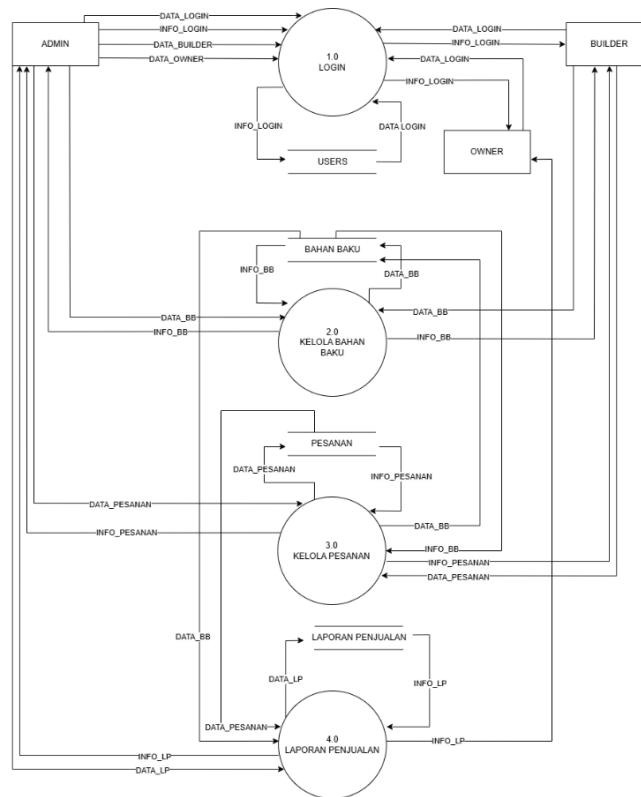 DATA_LOGIN
INFO_LOGIN
DATA_BUILDER
DATA_OWNER
ADMIN
1.0
LOGIN
DATA_LOGIN
INFO_LOGIN
DATA_LOGIN
INFO_LOGIN
BUILDER
INFO_LOGIN
DATA LOGIN
USERS
OWNER
BAHAN BAKU
INFO_BB
DATA_BB
DATA_BB
INFO_BB
2.0
KELOLA BAHAN
BAKU
DATA_BB
INFO_BB
PESANAN
DATA_PESANAN
INFO_PESANAN
DATA_PESANAN
INFO_PESANAN
3.0
KELOLA PESANAN
DATA_BB
INFO_BB
INFO_PESANAN
DATA_PESANAN
DATA_BB
LAPORAN PENJUALAN
DATA_LP
INFO_LP
DATA_PESANAN
4.0
LAPORAN PENJUALAN
INFO_LP
INFO_LP
DATA_LP